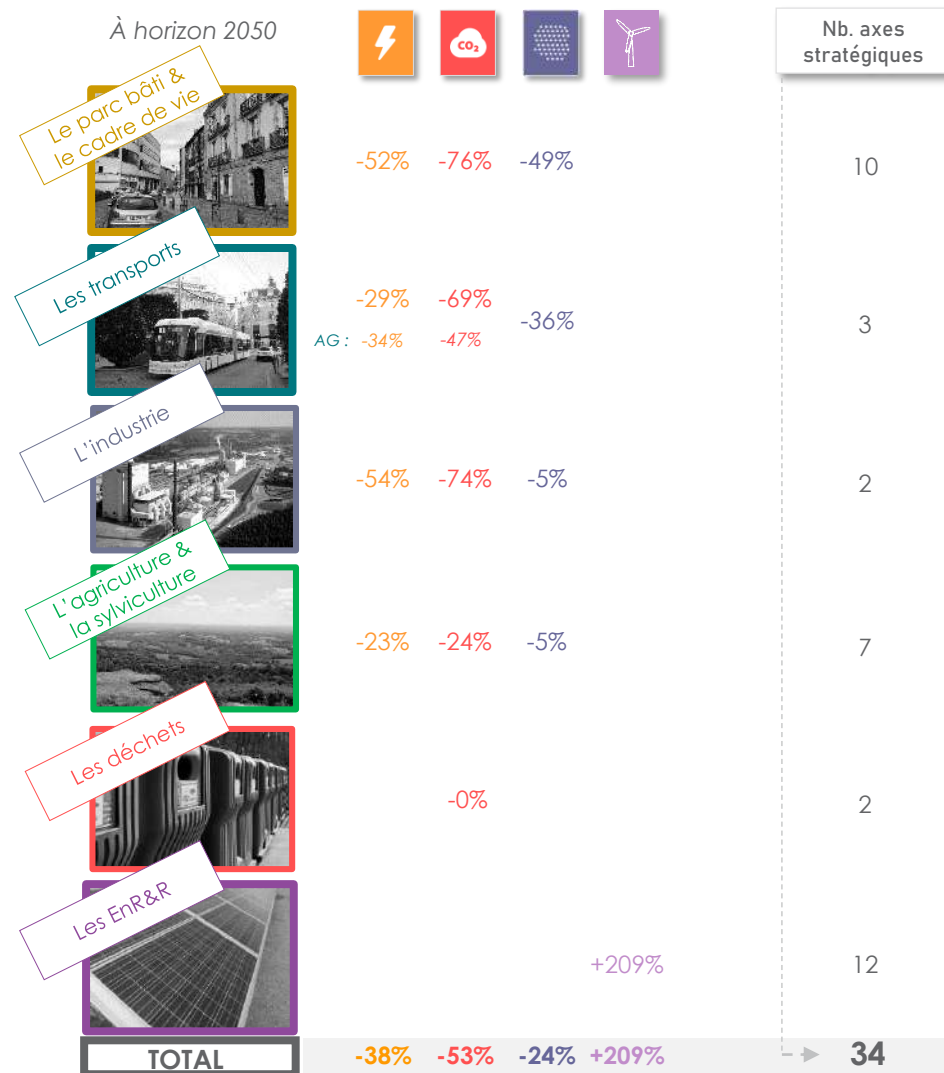 À horizon 2050
CO₂
Nb. axes
stratégiques
Le parc bâti &
le cadre de vie
-52% -76% -49% 10
Les transports
-29% -69% -36% 3
AG : -34% -47%
L'industrie
-54% -74% -5% 2
L'agriculture &
la sylviculture
-23% -24% -5% 7
Les déchets
-0% 2
Les EnR&R
+209% 12
TOTAL -38% -53% -24% +209% 34